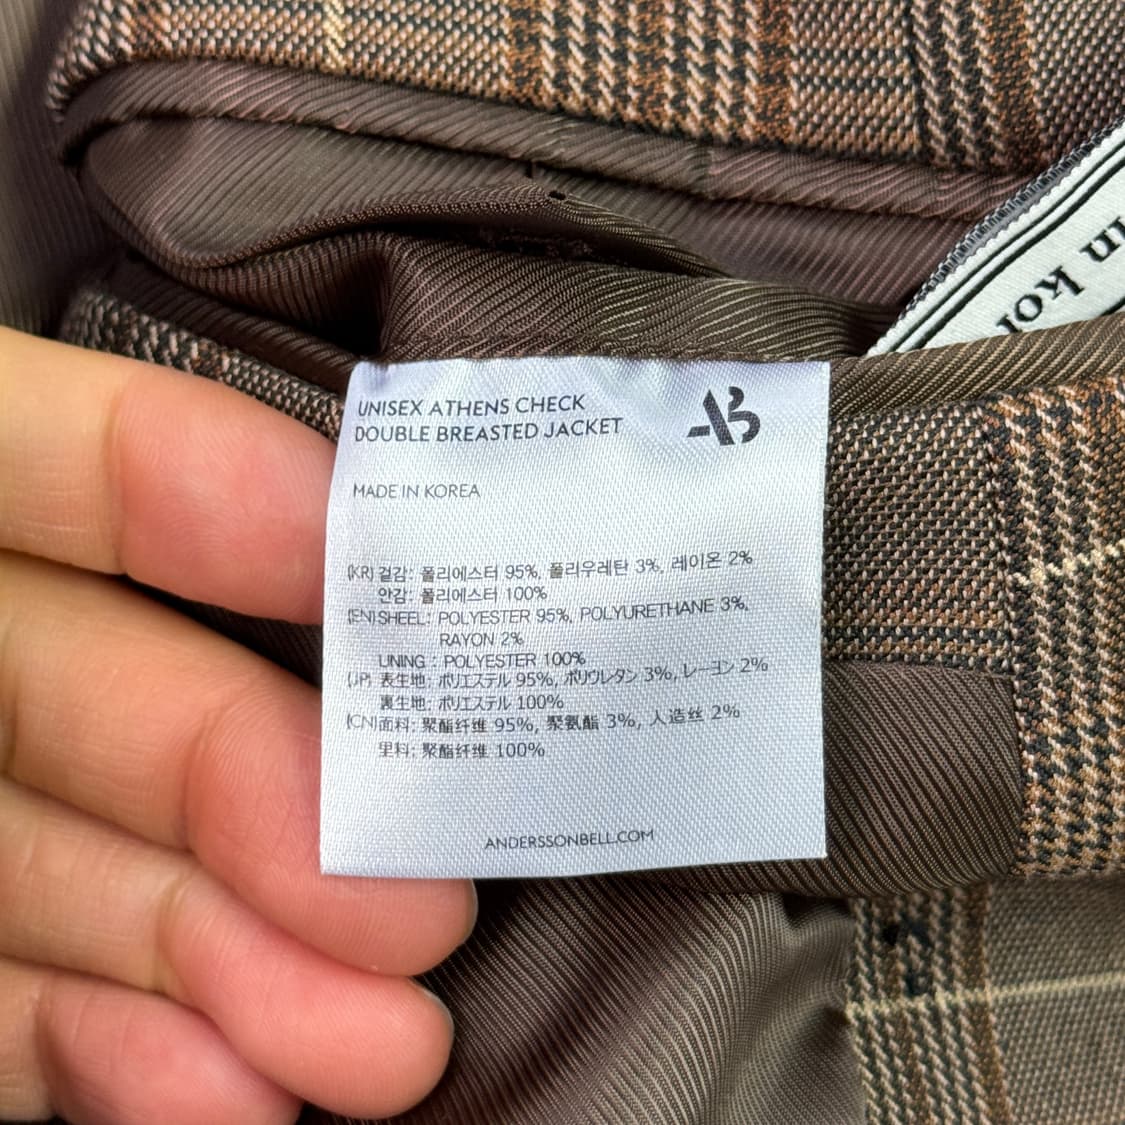 UNISEX ATHENS CHECK
DOUBLE BREASTED JACKET
AB
MADE IN KOREA
(KR) 겉감: 폴리에스터 95%, 폴리우레탄 3%, 레이온 2%
안감: 폴리에스터 100%
(EN) SHEEL: POLYESTER 95%, POLYURETHANE 3%,
RAYON 2%
LINING : POLYESTER 100%
(JP) 表生地: ポリエステル 95%, ポリウレタン 3%, レーヨン 2%
裏生地: ポリエステル 100%
(CN) 面料: 聚酯纤维 95%, 聚氨酯 3%, 人造丝 2%
里料: 聚酯纤维 100%
ANDERSSONBELL.COM
in Kor